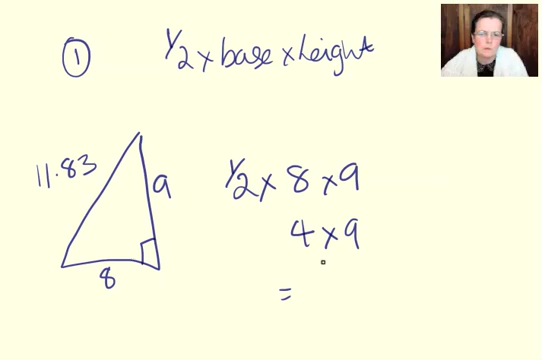 ① 1/2 × base × height
11.83
9
8
1/2 × 8 × 9
4 × 9
=